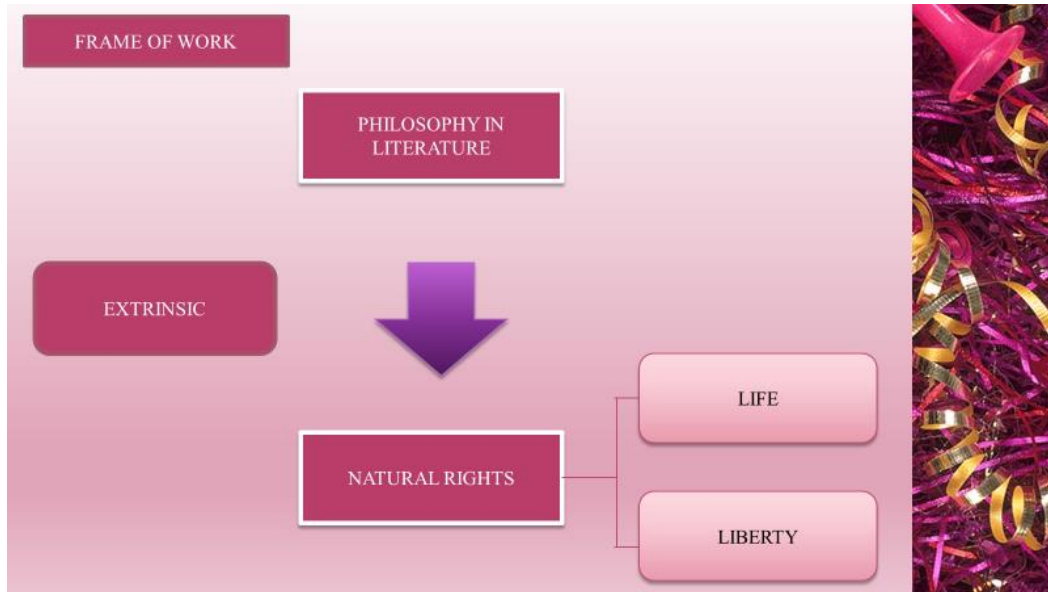 FRAME OF WORK
PHILOSOPHY IN
LITERATURE
EXTRINSIC
LIFE
NATURAL RIGHTS
LIBERTY